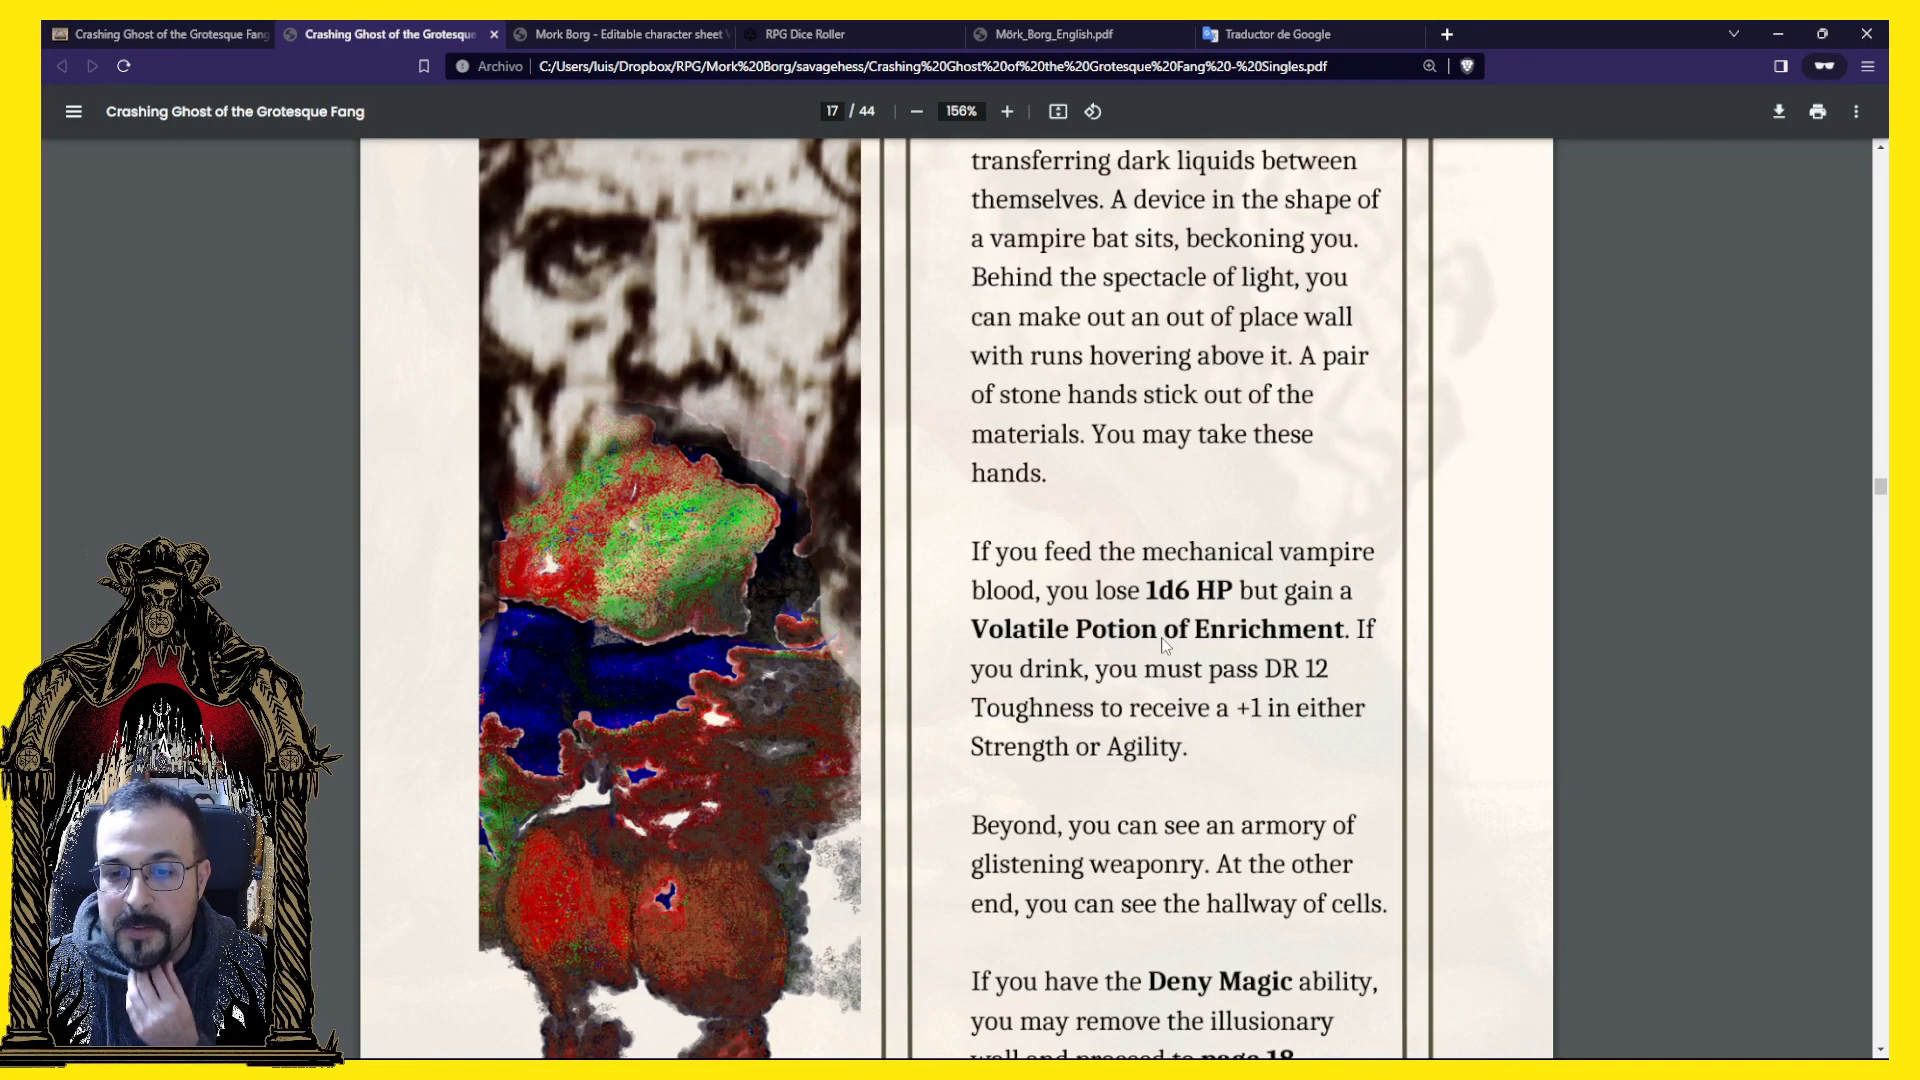 Crashing Ghost of the Grotesque Fang
Crashing Ghost of the Grotesque
Mork Borg - Editable character sheet
RPG Dice Roller
Mörk_Borg_English.pdf
Traductor de Google
Archivo
C:/Users/luis/Dropbox/RPG/Mork%20Borg/savagehess/Crashing%20Ghost%20of%20the%20Grotesque%20Fang%20-%20Singles.pdf
Crashing Ghost of the Grotesque Fang
17 / 44
156%
transferring dark liquids between
themselves. A device in the shape of
a vampire bat sits, beckoning you.
Behind the spectacle of light, you
can make out an out of place wall
with runs hovering above it. A pair
of stone hands stick out of the
materials. You may take these
hands.
If you feed the mechanical vampire
blood, you lose 1d6 HP but gain a
Volatile Potion of Enrichment. If
you drink, you must pass DR 12
Toughness to receive a +1 in either
Strength or Agility.
Beyond, you can see an armory of
glistening weaponry. At the other
end, you can see the hallway of cells.
If you have the Deny Magic ability,
you may remove the illusionary
wall and proceed to page 18